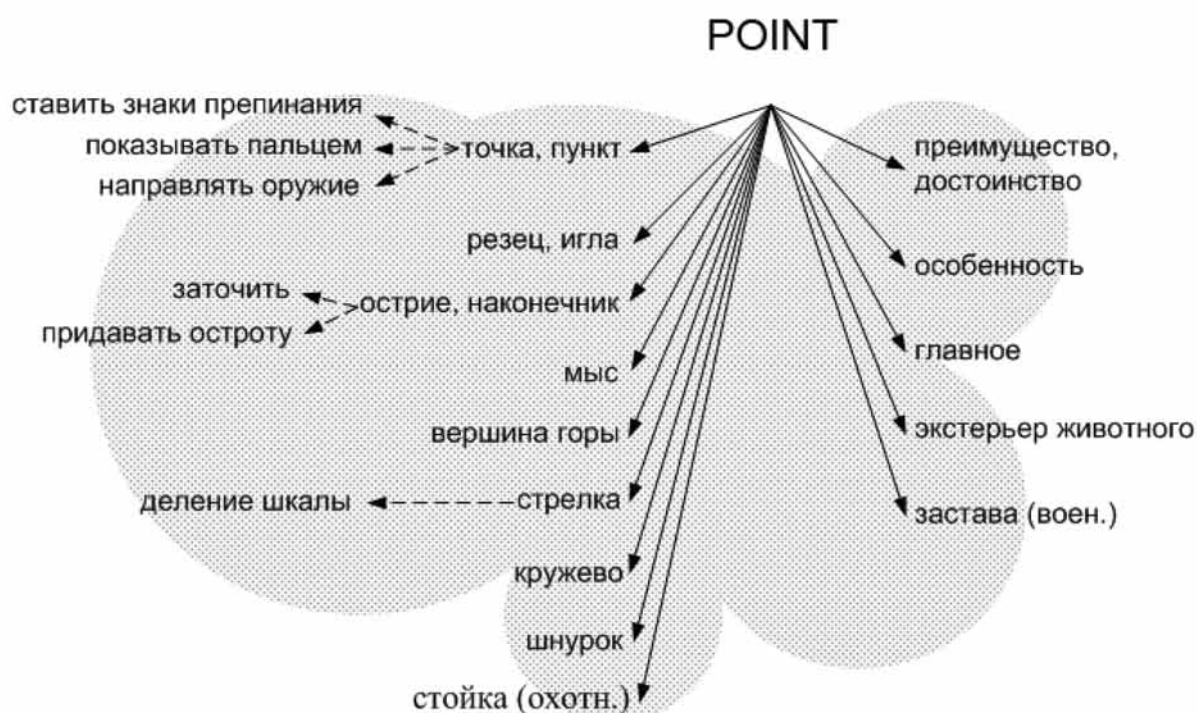 POINT
ставить знаки препинания
показывать пальцем
направлять оружие
точка, пункт
резец, игла
заточить
придавать остроту
острие, наконечник
мыс
вершина горы
деление шкалы
стрелка
кружево
шнурок
стойка (охотн.)
преимущество,
достоинство
особенность
главное
экстерьер животного
застава (воен.)